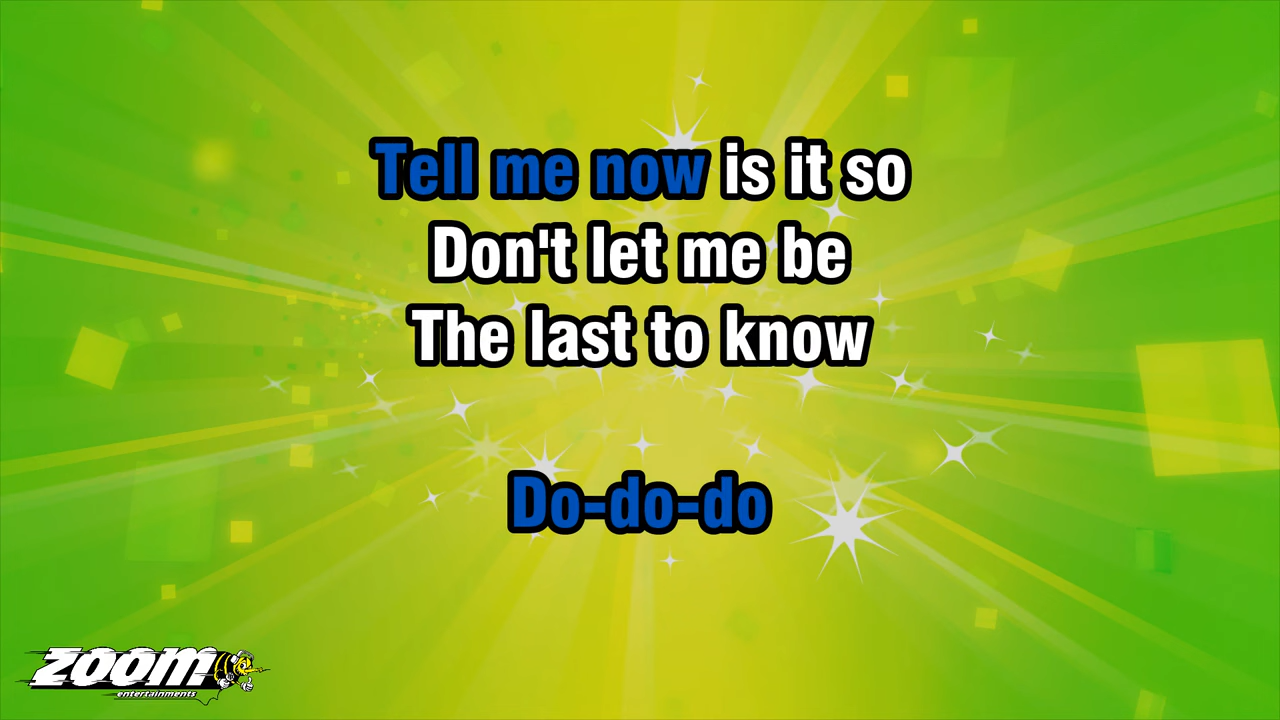 Tell me now is it so
Don't let me be
The last to know
Do-do-do
ZOOM
entertainments